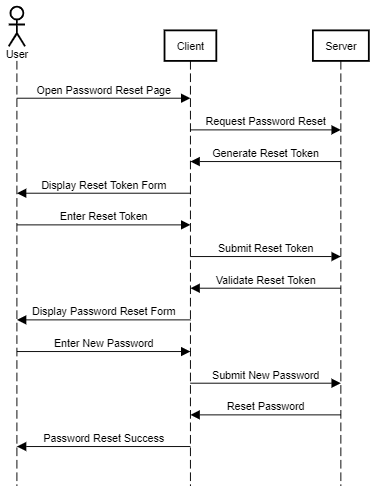 User
Client
Server
Open Password Reset Page
Request Password Reset
Generate Reset Token
Display Reset Token Form
Enter Reset Token
Submit Reset Token
Validate Reset Token
Display Password Reset Form
Enter New Password
Submit New Password
Reset Password
Password Reset Success